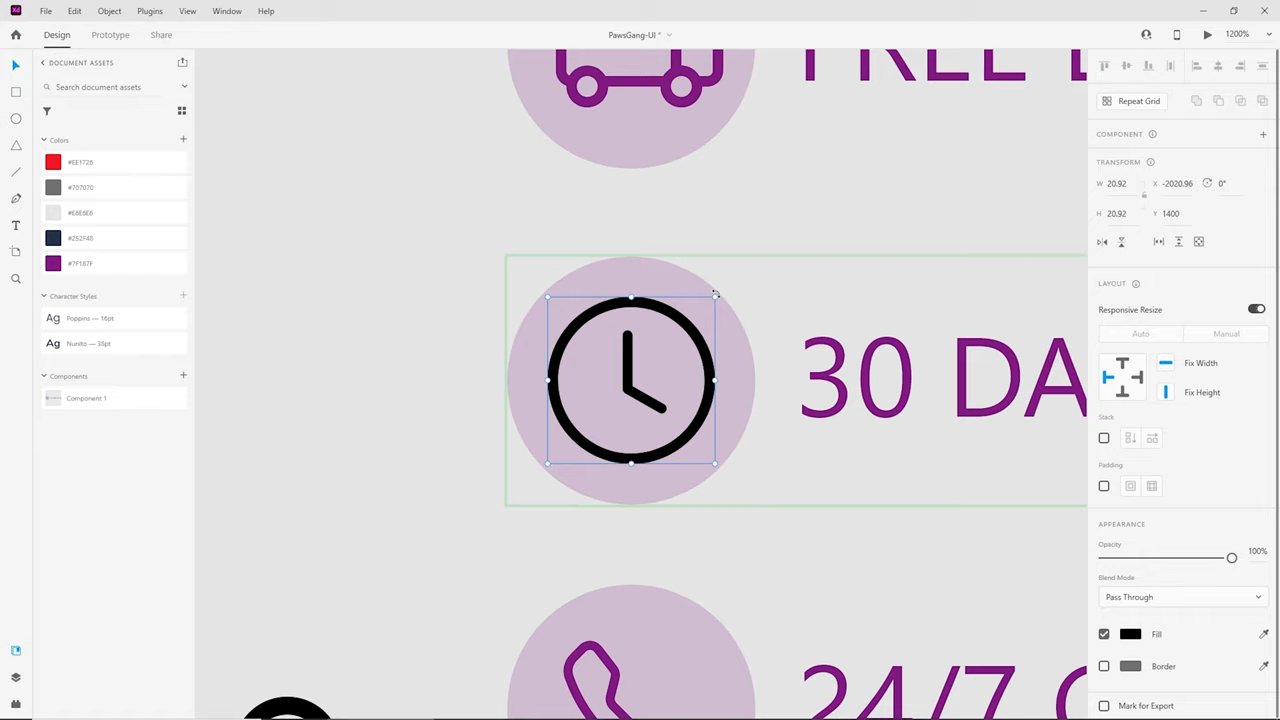 Xd File Edit Object Plugins View Window Help
Design Prototype Share PawsGang-UI * 1200%
DOCUMENT ASSETS
Search document assets
Colors
#EE1726
#707070
#E6E6E6
#252F48
#7F187F
Character Styles
Ag Poppins — 16pt
Ag Nunito — 36pt
Components
Component 1
30 DA
24/7
Repeat Grid
COMPONENT
TRANSFORM
W 20.92 X -2020.96 0°
H 20.92 Y 1400
LAYOUT
Responsive Resize
Auto Manual
Fix Width
Fix Height
Stack
Padding
APPEARANCE
Opacity
100%
Blend Mode
Pass Through
Fill
Border
Mark for Export